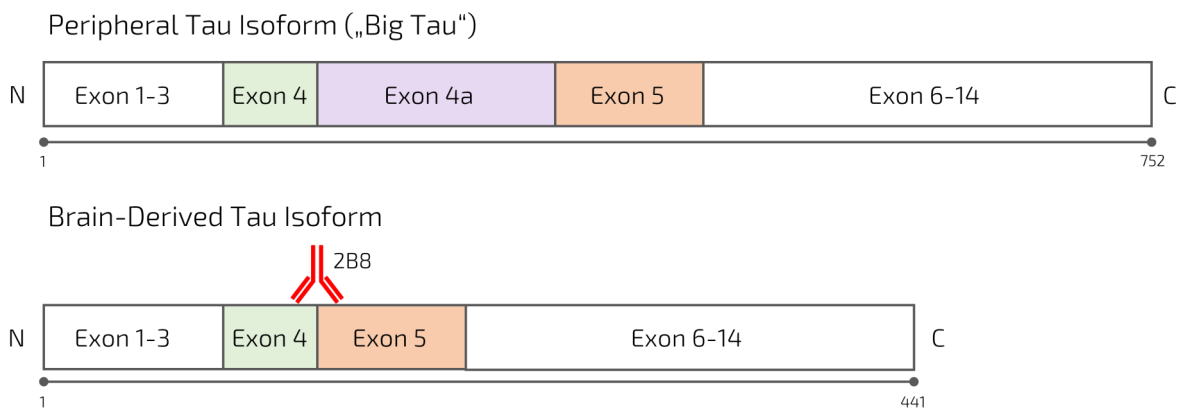 Peripheral Tau Isoform („Big Tau“)
N Exon 1-3 Exon 4 Exon 4a Exon 5 Exon 6-14 C
1 752
Brain-Derived Tau Isoform
2B8
N Exon 1-3 Exon 4 Exon 5 Exon 6-14 C
1 441